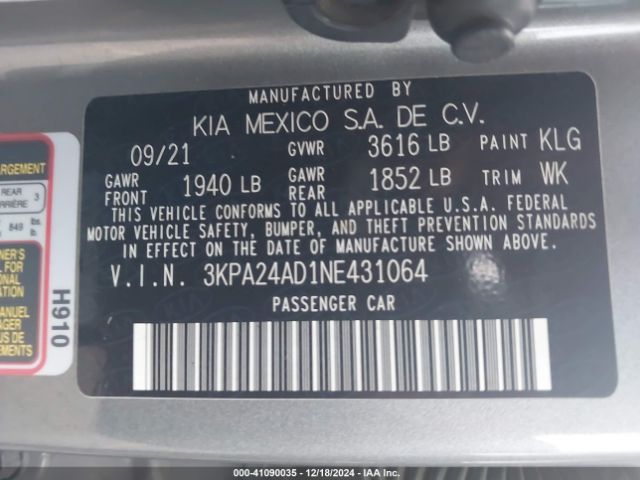 MANUFACTURED BY
KIA MEXICO S.A. DE C.V.
09/21 GVWR 3616 LB PAINT KLG
GAWR FRONT 1940 LB GAWR REAR 1852 LB TRIM WK
THIS VEHICLE CONFORMS TO ALL APPLICABLE U.S.A. FEDERAL
MOTOR VEHICLE SAFETY, BUMPER, AND THEFT PREVENTION STANDARDS
IN EFFECT ON THE DATE OF MANUFACTURE SHOWN ABOVE.
V.I.N. 3KPA24AD1NE431064
PASSENGER CAR
REAR 3
849 lbs.
H910
000-41090035 - 12/18/2024 - IAA Inc.